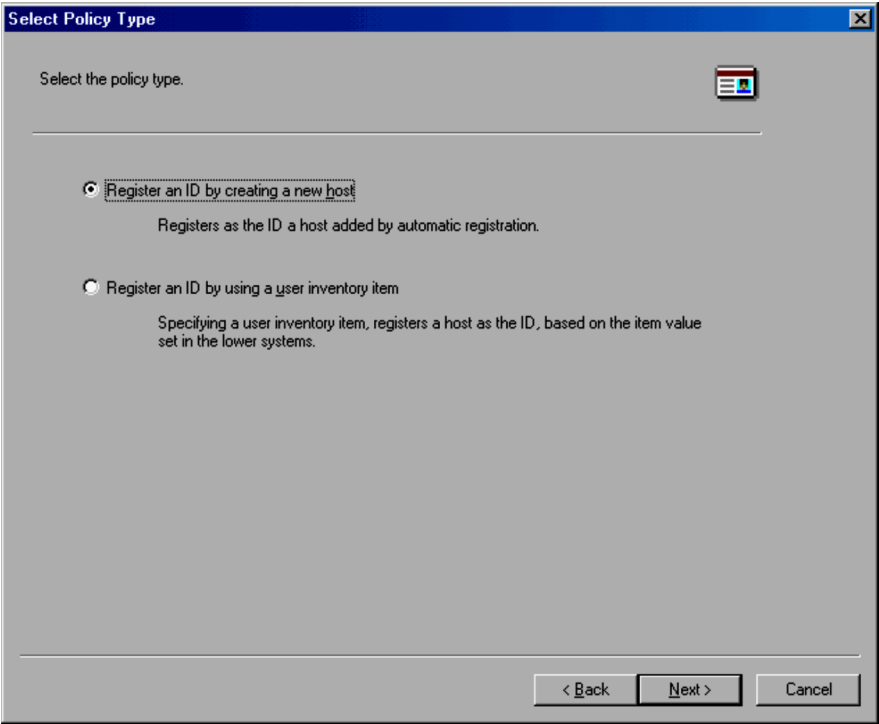 Select Policy Type
Select the policy type.
Register an ID by creating a new host
Registers as the ID a host added by automatic registration.
Register an ID by using a user inventory item
Specifying a user inventory item, registers a host as the ID, based on the item value
set in the lower systems.
< Back Next > Cancel